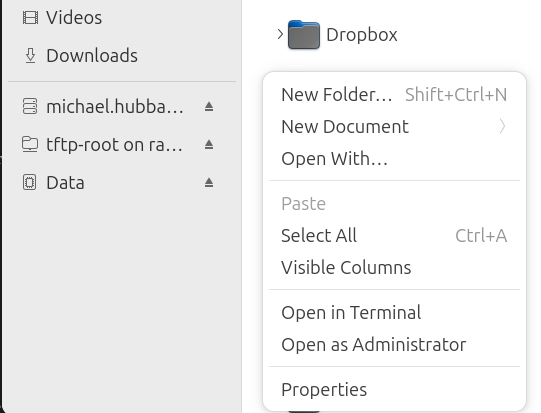 Videos
Downloads
michael.hubba...
tftp-root on ra...
Data
Dropbox
New Folder... Shift+Ctrl+N
New Document
Open With...
Paste
Select All Ctrl+A
Visible Columns
Open in Terminal
Open as Administrator
Properties